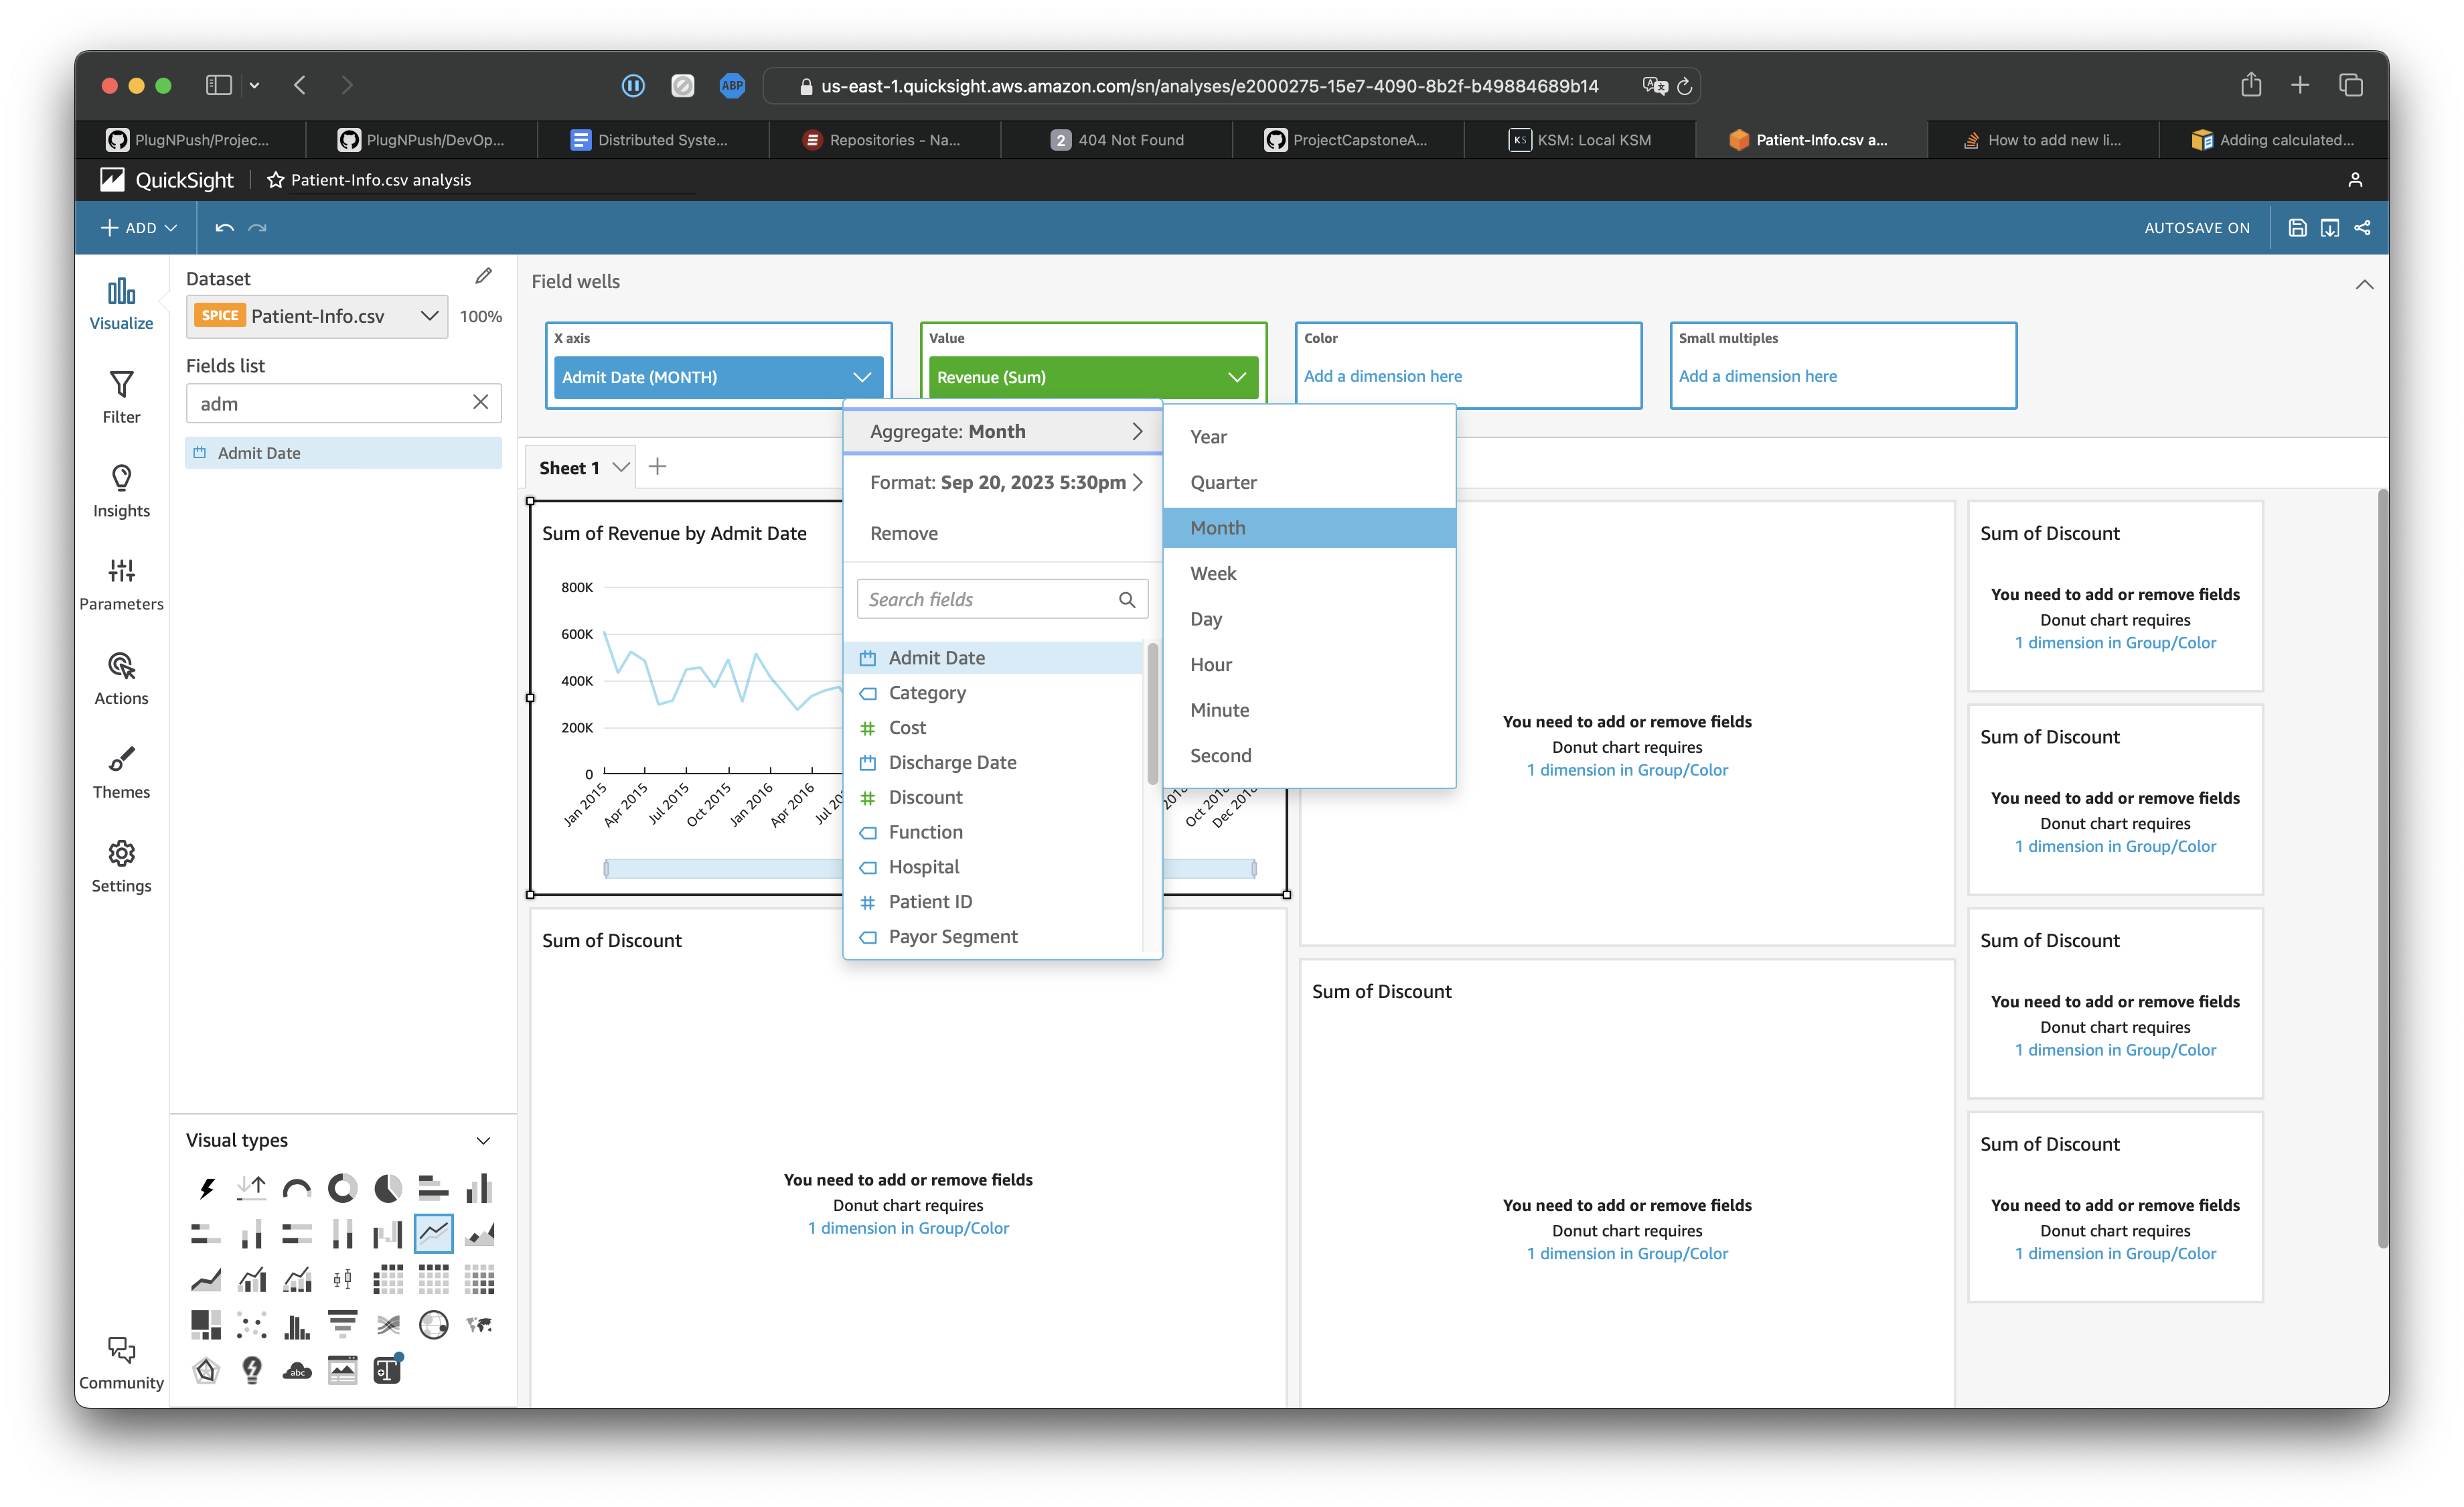 ABP
us-east-1.quicksight.aws.amazon.com/sn/analyses/e2000275-15e7-4090-8b2f-b49884689b14
PlugNPush/Projec...
PlugNPush/DevOp...
Distributed Syste...
Repositories - Na...
2 404 Not Found
ProjectCapstoneA...
KS KSM: Local KSM
Patient-Info.csv a...
How to add new li...
Adding calculated...
QuickSight
Patient-Info.csv analysis
ADD
AUTOSAVE ON
Visualize
Filter
Insights
Parameters
Actions
Themes
Settings
Community
Dataset
SPICE Patient-Info.csv 100%
Fields list
adm
Admit Date
Visual types
abc
Field wells
X axis
Admit Date (MONTH)
Value
Revenue (Sum)
Color
Add a dimension here
Small multiples
Add a dimension here
Sheet 1
Aggregate: Month
Format: Sep 20, 2023 5:30pm
Remove
Search fields
Admit Date
Category
Cost
Discharge Date
Discount
Function
Hospital
Patient ID
Payor Segment
Year
Quarter
Month
Week
Day
Hour
Minute
Second
Sum of Revenue by Admit Date
800K
600K
400K
200K
0
Jan 2015
Apr 2015
Jul 2015
Oct 2015
Jan 2016
Apr 2016
Jul 20
2018
Oct 2018
Dec 2018
Sum of Discount
You need to add or remove fields
Donut chart requires
1 dimension in Group/Color
You need to add or remove fields
Donut chart requires
1 dimension in Group/Color
Sum of Discount
You need to add or remove fields
Donut chart requires
1 dimension in Group/Color
Sum of Discount
You need to add or remove fields
Donut chart requires
1 dimension in Group/Color
Sum of Discount
You need to add or remove fields
Donut chart requires
1 dimension in Group/Color
Sum of Discount
You need to add or remove fields
Donut chart requires
1 dimension in Group/Color
Sum of Discount
You need to add or remove fields
Donut chart requires
1 dimension in Group/Color